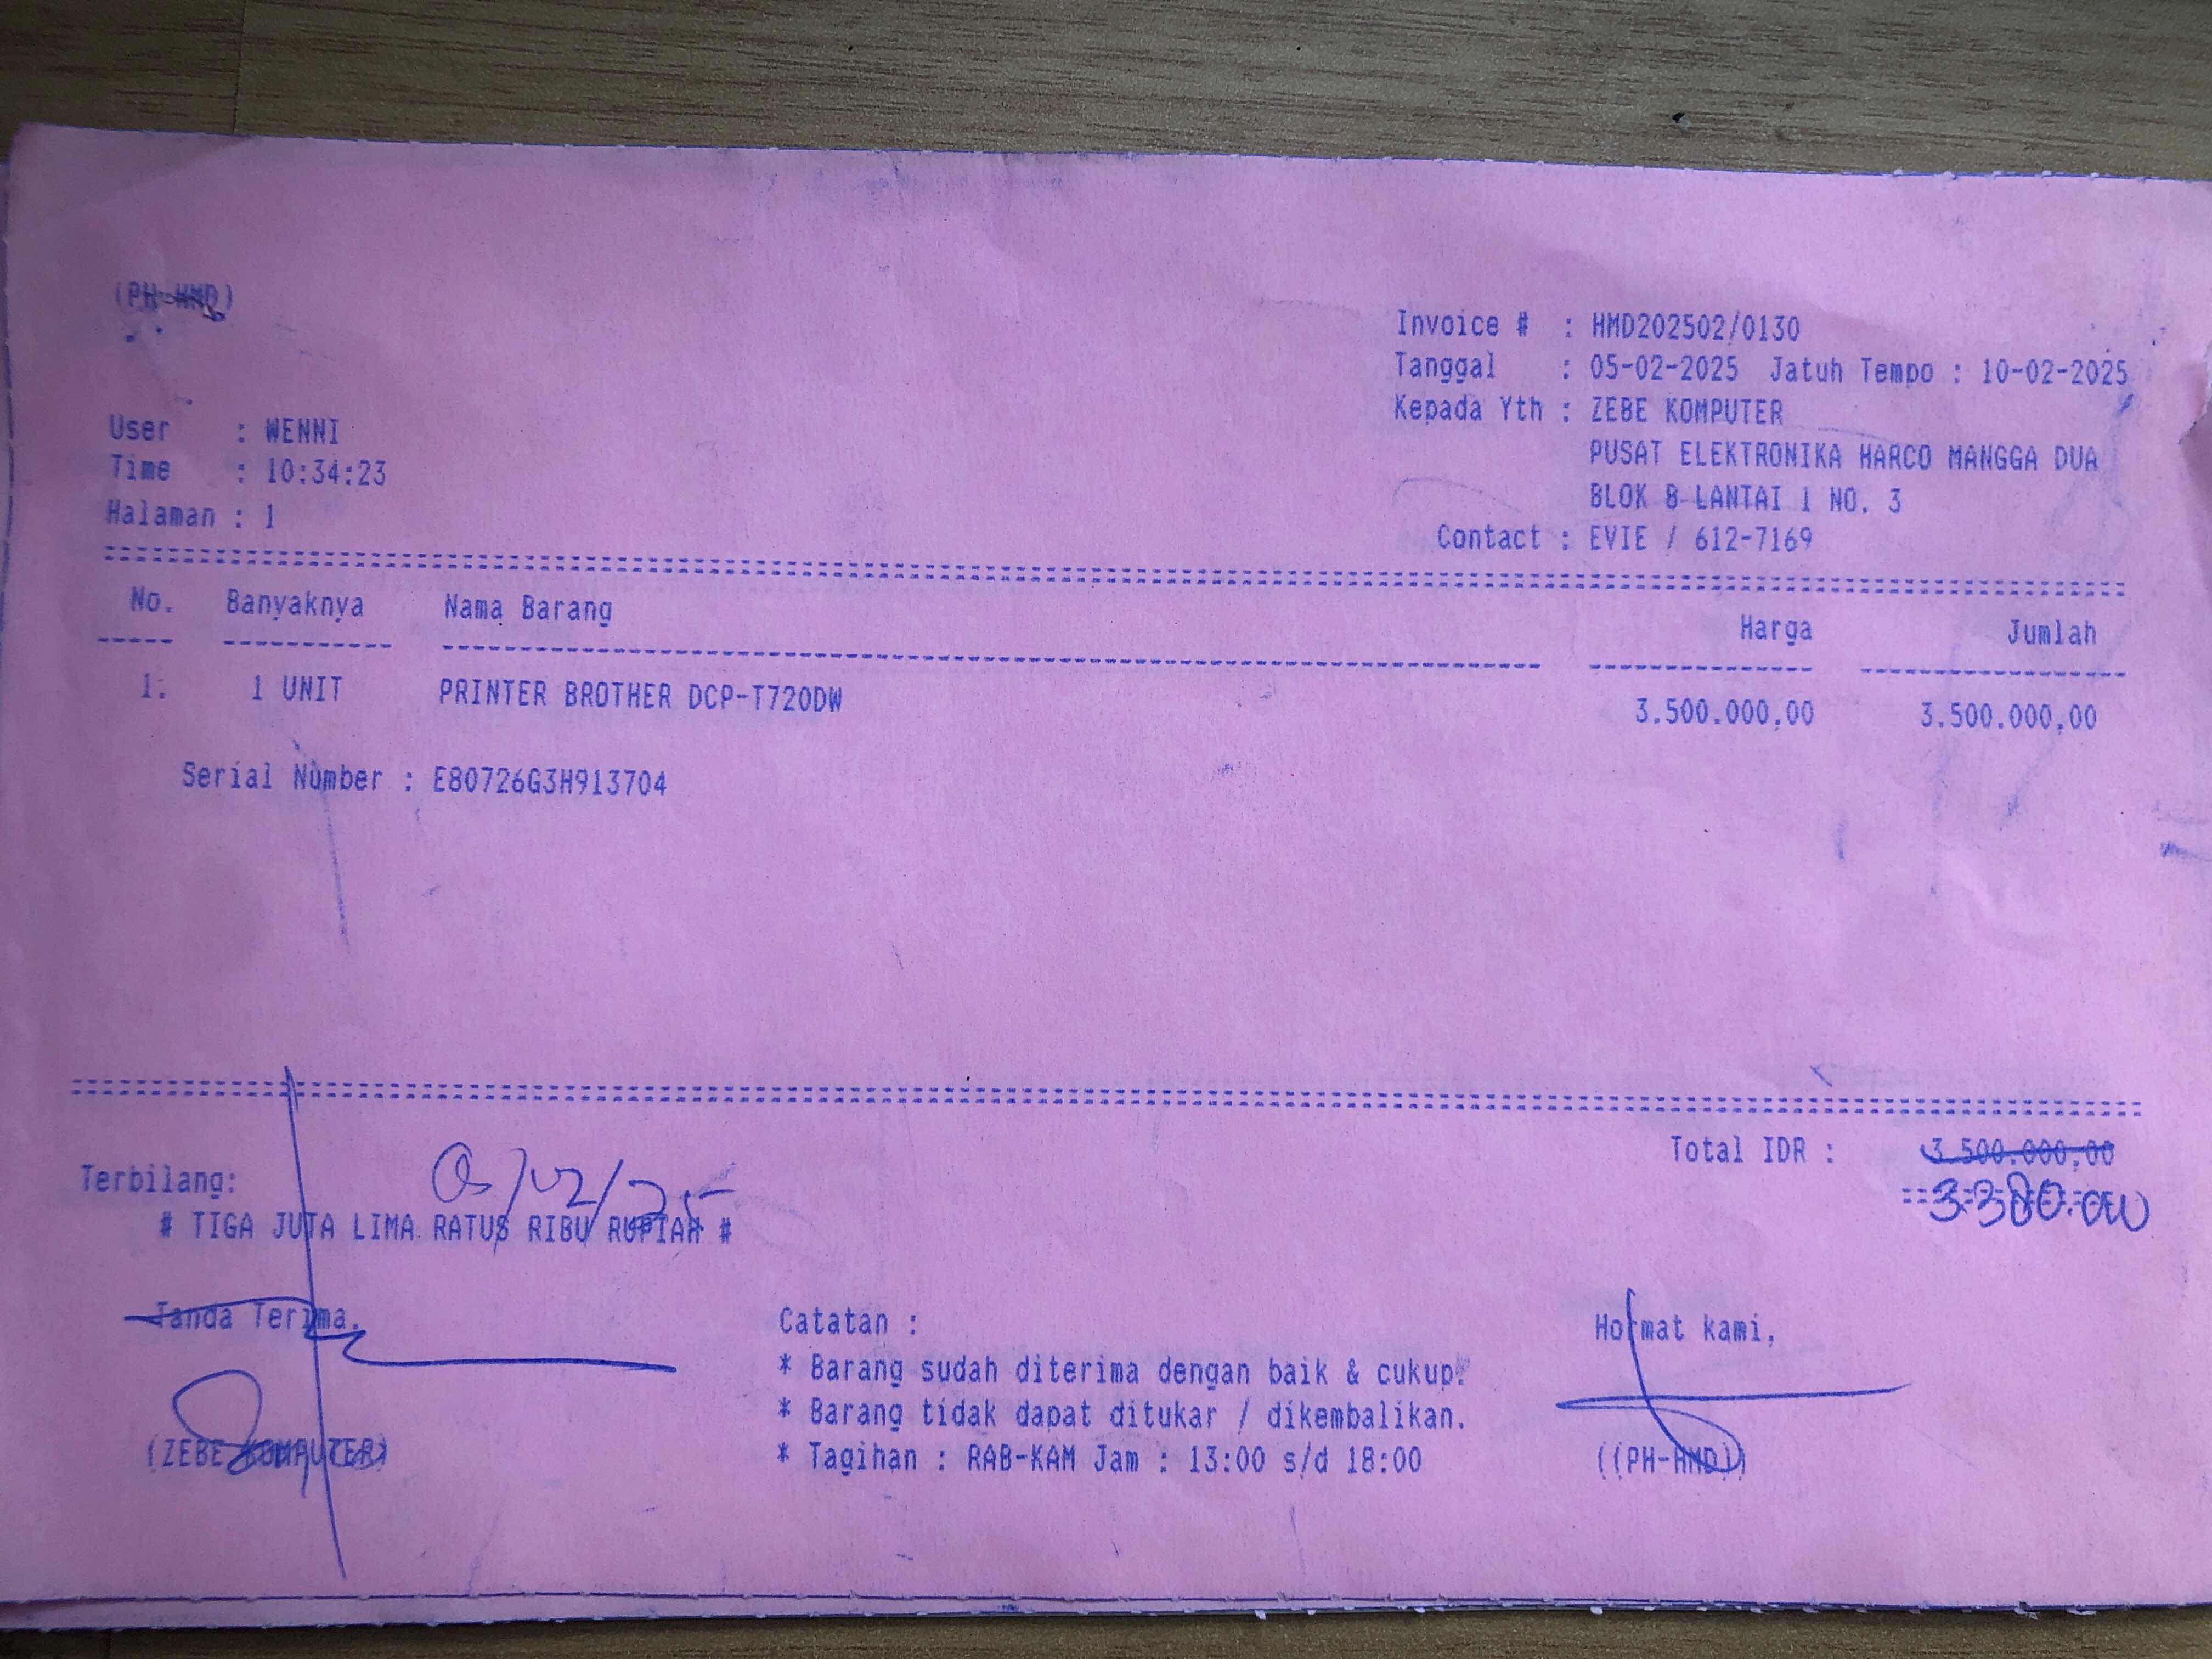 (PH-HMD)
Invoice # : HMD202502/0130
Tanggal : 05-02-2025 Jatuh Tempo : 10-02-2025
Kepada Yth : ZEBE KOMPUTER
PUSAT ELEKTRONIKA HARCO MANGGA DUA
BLOK B LANTAI 1 NO. 3
Contact : EVIE / 612-7169
User : WENNI
Time : 10:34:23
Halaman : 1
No. Banyaknya Nama Barang Harga Jumlah
1. 1 UNIT PRINTER BROTHER DCP-T720DW 3.500.000,00 3.500.000,00
Serial Number : E80726G3H913704
Total IDR : 3.500.000,00
3.380.000
Terbilang:
05/02/25
# TIGA JUTA LIMA RATUS RIBU RUPIAH #
Tanda Terima,
(ZEBE KOMPUTER)
Catatan :
* Barang sudah diterima dengan baik & cukup.
* Barang tidak dapat ditukar / dikembalikan.
* Tagihan : RAB-KAM Jam : 13:00 s/d 18:00
Hormat kami,
((PH-HMD))